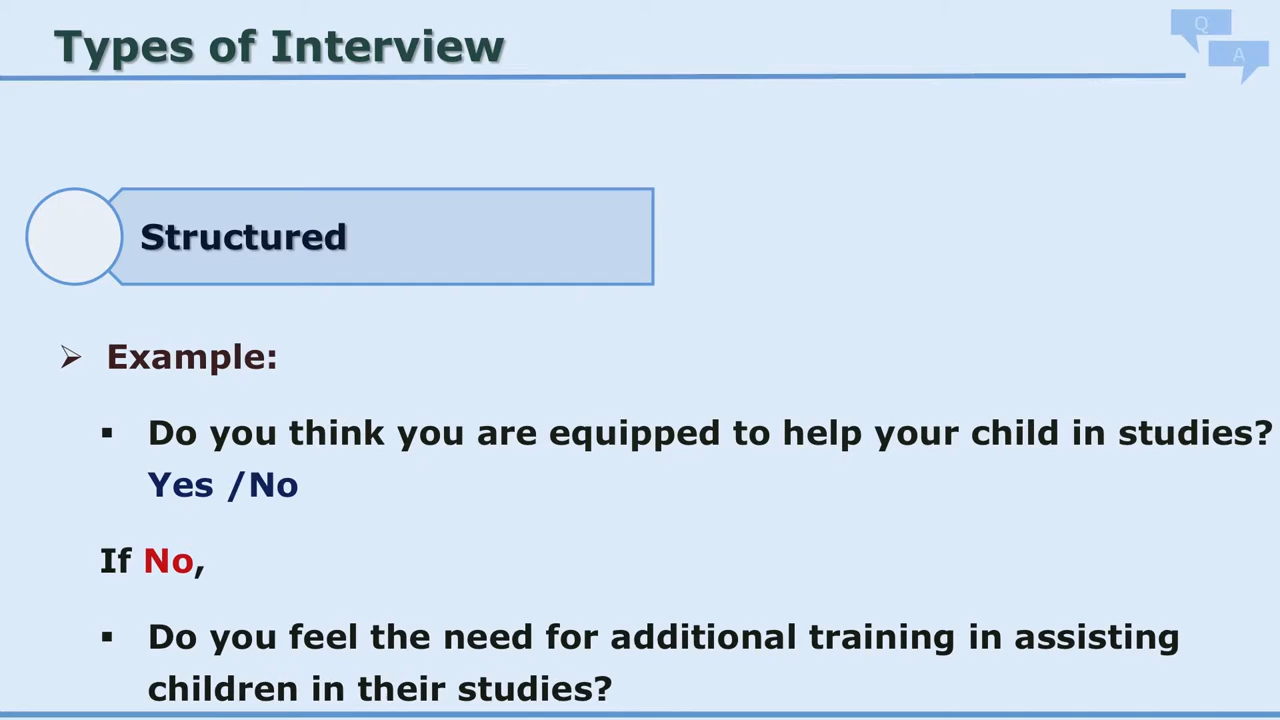 Types of Interview
Q
A
Structured
➢ Example:
▪ Do you think you are equipped to help your child in studies?
Yes /No
If No,
▪ Do you feel the need for additional training in assisting
children in their studies?